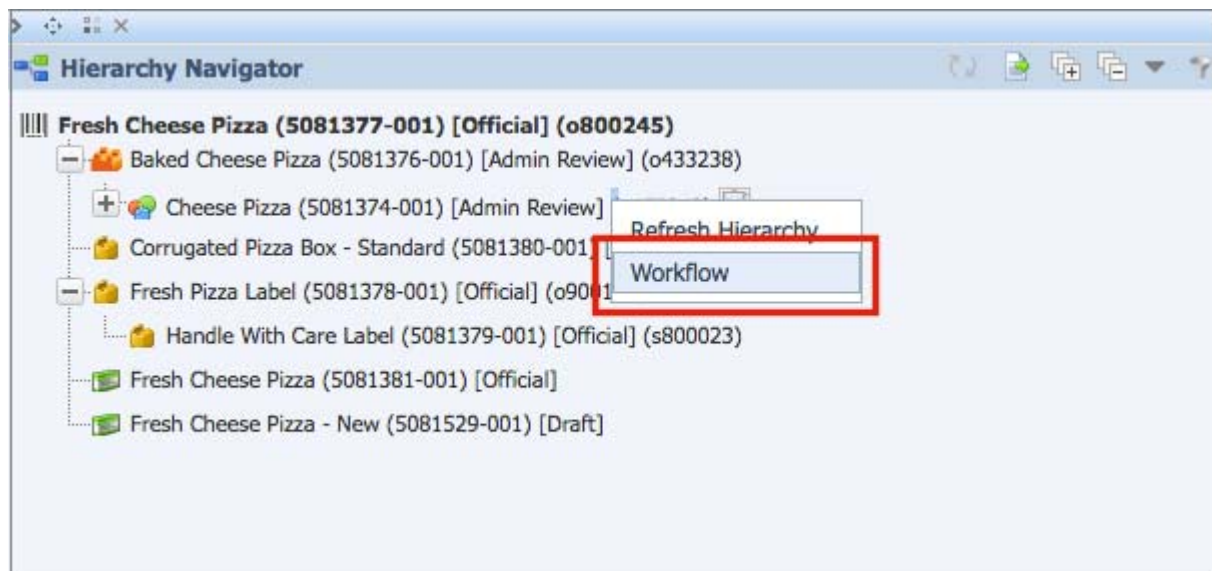 Hierarchy Navigator
Fresh Cheese Pizza (5081377-001) [Official] (o800245)
Baked Cheese Pizza (5081376-001) [Admin Review] (o433238)
Cheese Pizza (5081374-001) [Admin Review]
Refresh Hierarchy
Corrugated Pizza Box - Standard (5081380-001) [
Workflow
Fresh Pizza Label (5081378-001) [Official] (o9001
Handle With Care Label (5081379-001) [Official] (s800023)
Fresh Cheese Pizza (5081381-001) [Official]
Fresh Cheese Pizza - New (5081529-001) [Draft]